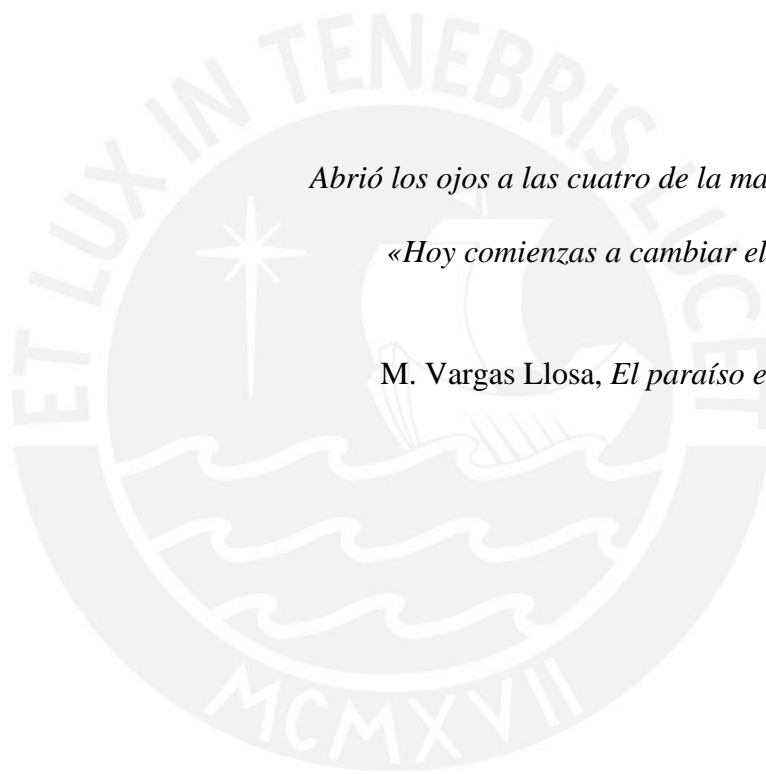 ET LUX IN TENEBRIS LUCET
Abrió los ojos a las cuatro de la ma
«Hoy comienzas a cambiar el
M. Vargas Llosa, El paraíso e
MCMXVII